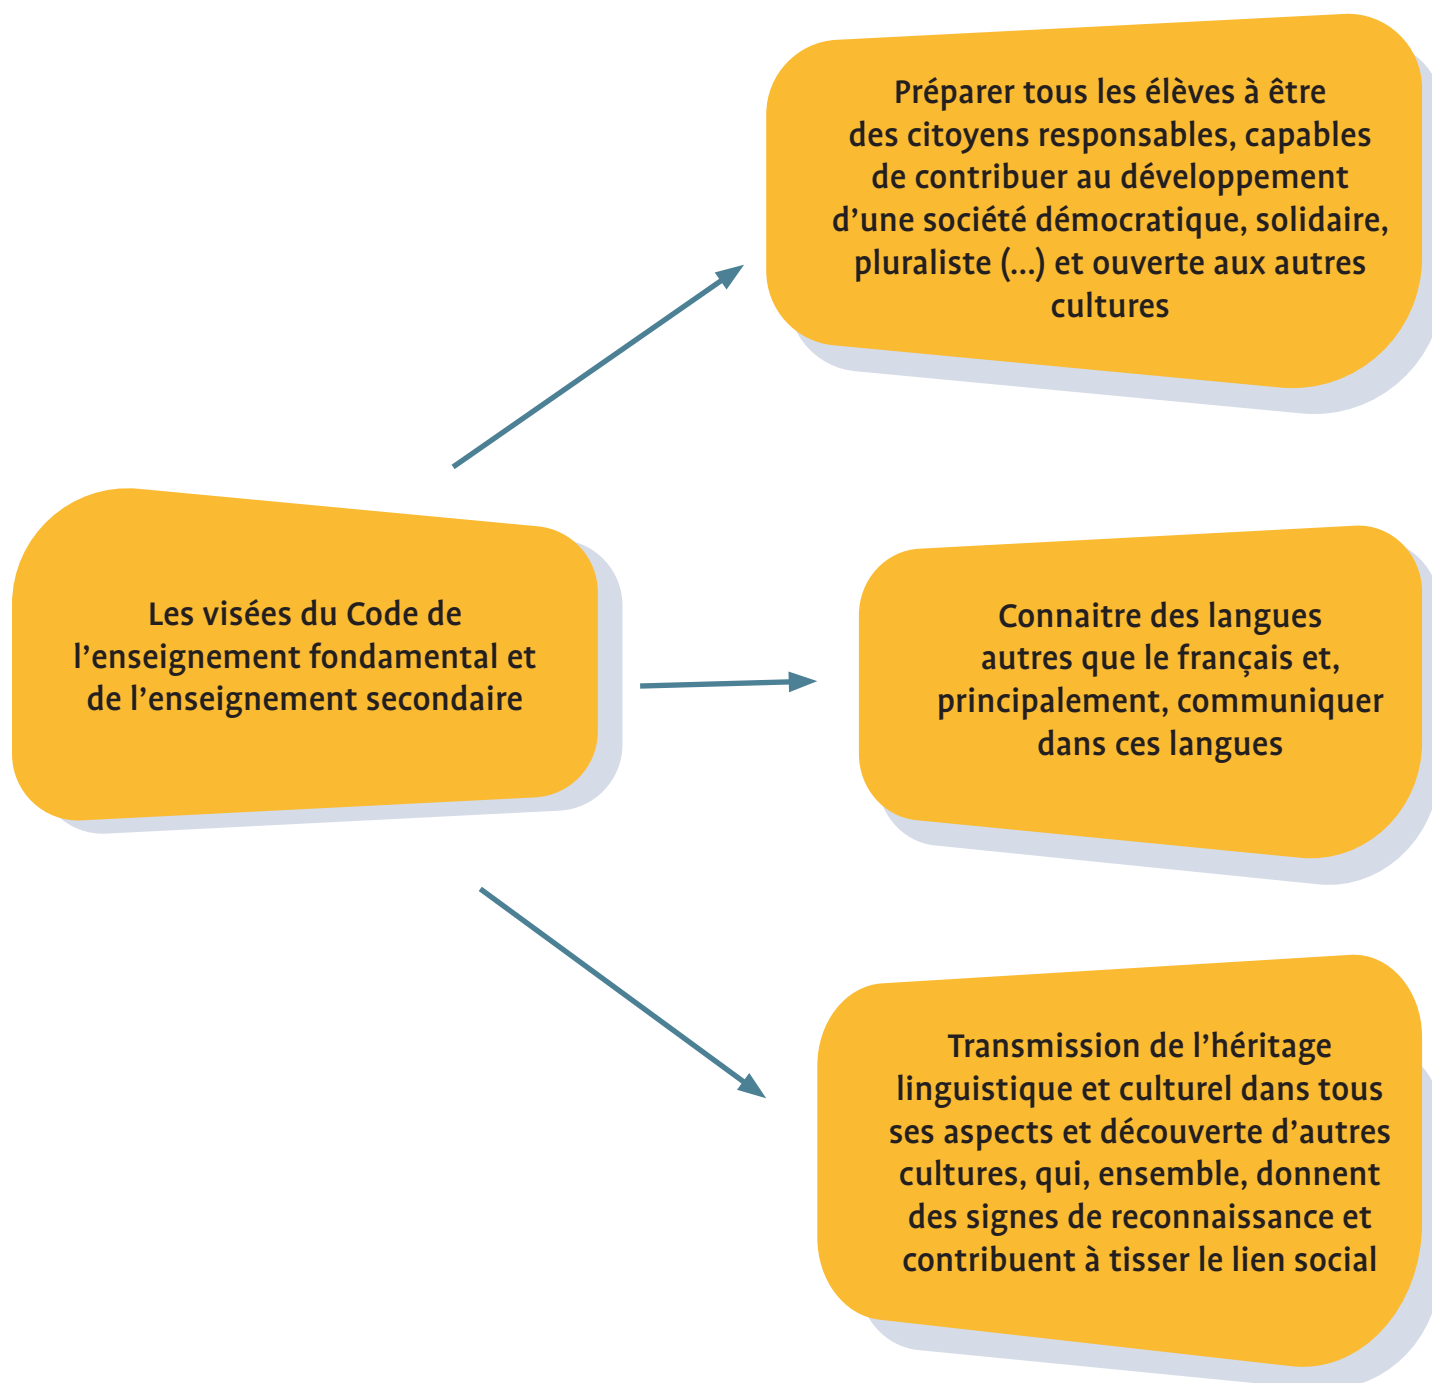 Préparer tous les élèves à être
des citoyens responsables, capables
de contribuer au développement
d’une société démocratique, solidaire,
pluraliste (...) et ouverte aux autres
cultures
Les visées du Code de
l’enseignement fondamental et
de l’enseignement secondaire
Connaitre des langues
autres que le français et,
principalement, communiquer
dans ces langues
Transmission de l’héritage
linguistique et culturel dans tous
ses aspects et découverte d’autres
cultures, qui, ensemble, donnent
des signes de reconnaissance et
contribuent à tisser le lien social